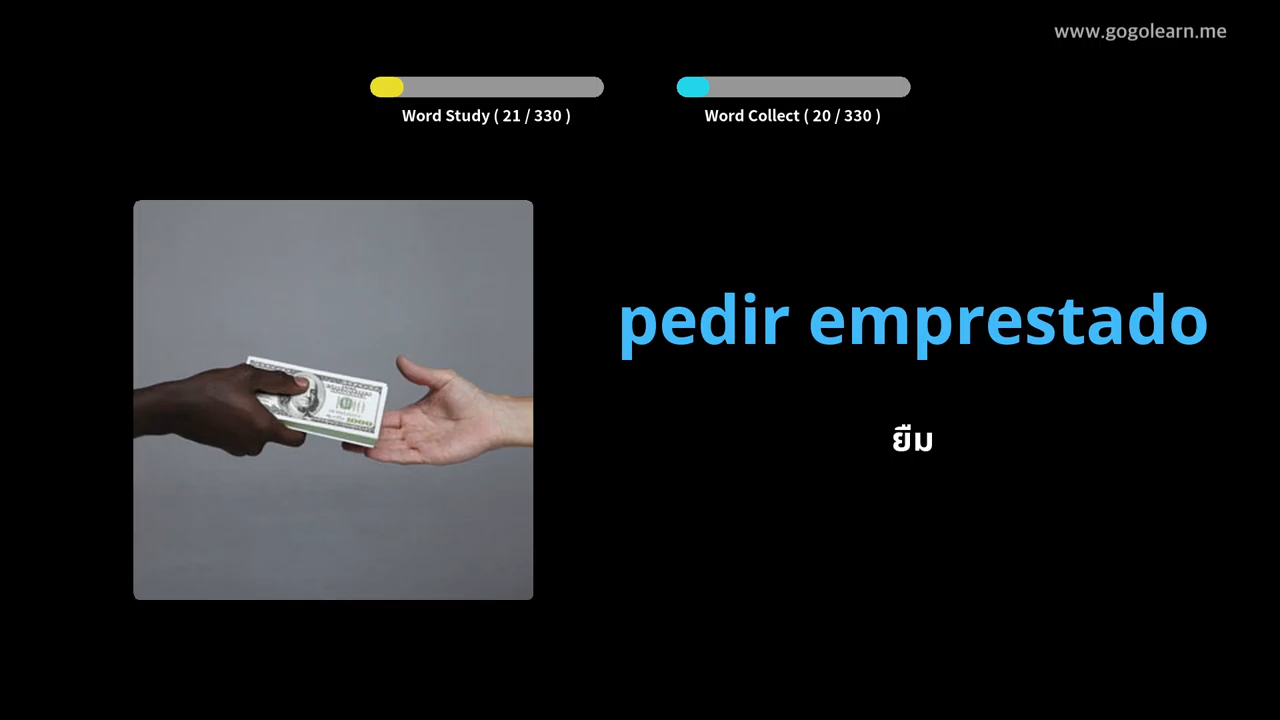 www.gogolearn.me
Word Study ( 21 / 330 )
Word Collect ( 20 / 330 )
pedir emprestado
ยืม